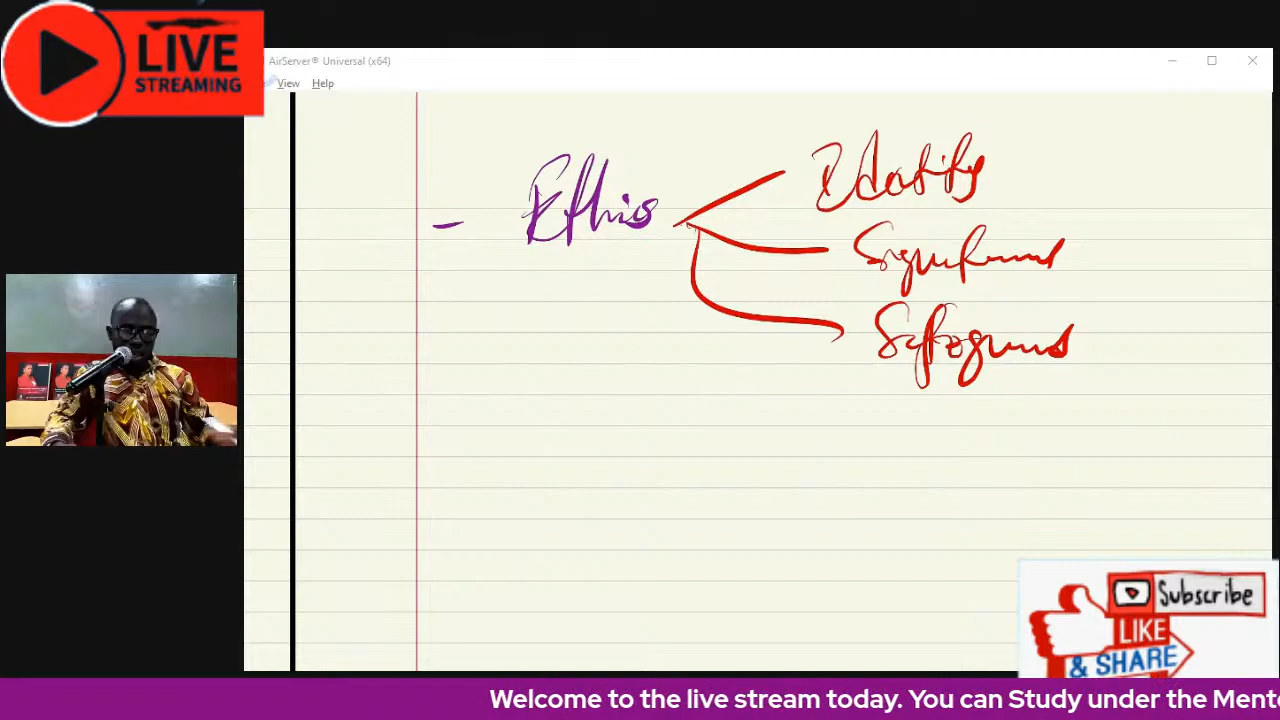 LIVE
STREAMING
AirServer® Universal (x64)
View Help
- Ethics
Identify
Significance
Safeguards
Subscribe
LIKE
& SHARE
Welcome to the live stream today. You can Study under the Ment